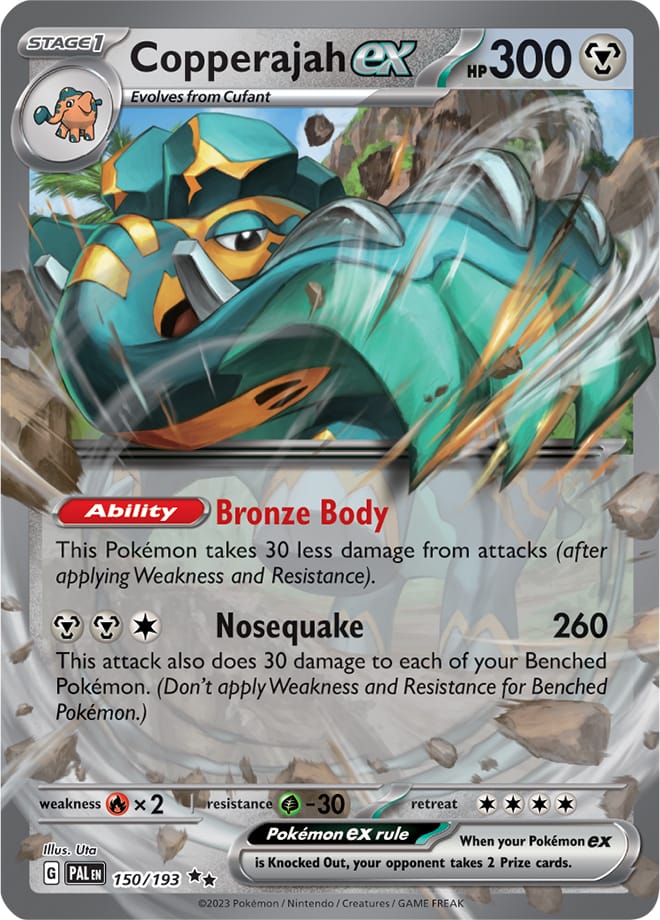 STAGE1 Copperajah ex HP300
Evolves from Cufant
Ability Bronze Body
This Pokémon takes 30 less damage from attacks (after
applying Weakness and Resistance).
Nosequake 260
This attack also does 30 damage to each of your Benched
Pokémon. (Don't apply Weakness and Resistance for Benched
Pokémon.)
weakness ×2 resistance -30 retreat
Pokémon ex rule When your Pokémon ex
is Knocked Out, your opponent takes 2 Prize cards.
Illus. Uta
G PAL EN 150/193
©2023 Pokémon / Nintendo / Creatures / GAME FREAK